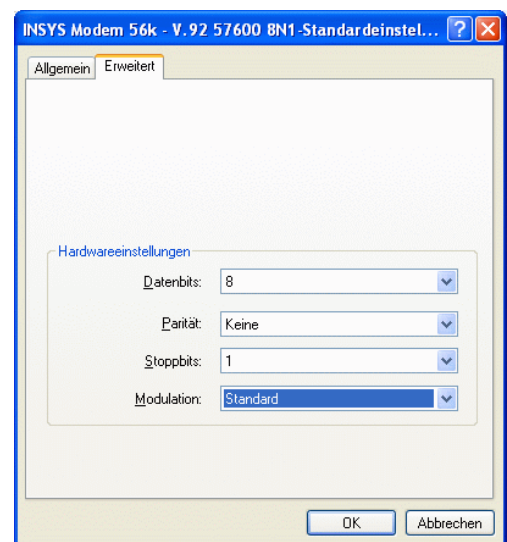 INSYS Modem 56k - V.92 57600 8N1-Standardeinstel...
Allgemein Erweitert
Hardwareeinstellungen
Datenbits: 8
Parität: Keine
Stoppbits: 1
Modulation: Standard
OK Abbrechen